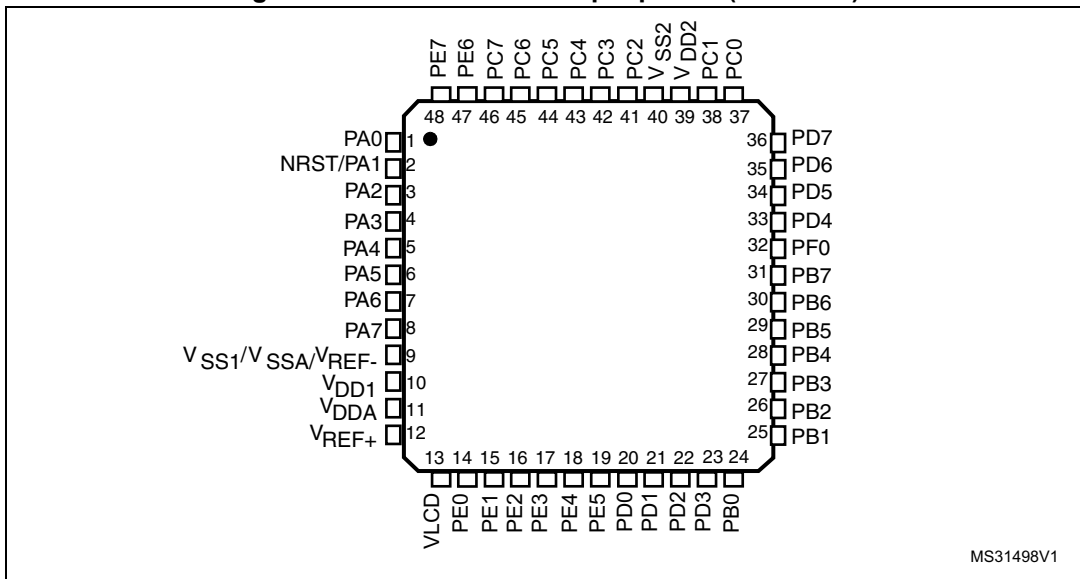 PE7 PE6 PC7 PC6 PC5 PC4 PC3 PC2 VSS2 VDD2 PC1 PC0
48 47 46 45 44 43 42 41 40 39 38 37
PA0 1 36 PD7
NRST/PA1 2 35 PD6
PA2 3 34 PD5
PA3 4 33 PD4
PA4 5 32 PF0
PA5 6 31 PB7
PA6 7 30 PB6
PA7 8 29 PB5
VSS1/VSSA/VREF- 9 28 PB4
VDD1 10 27 PB3
VDDA 11 26 PB2
VREF+ 12 25 PB1
13 14 15 16 17 18 19 20 21 22 23 24
VLCD PE0 PE1 PE2 PE3 PE4 PE5 PD0 PD1 PD2 PD3 PB0
MS31498V1